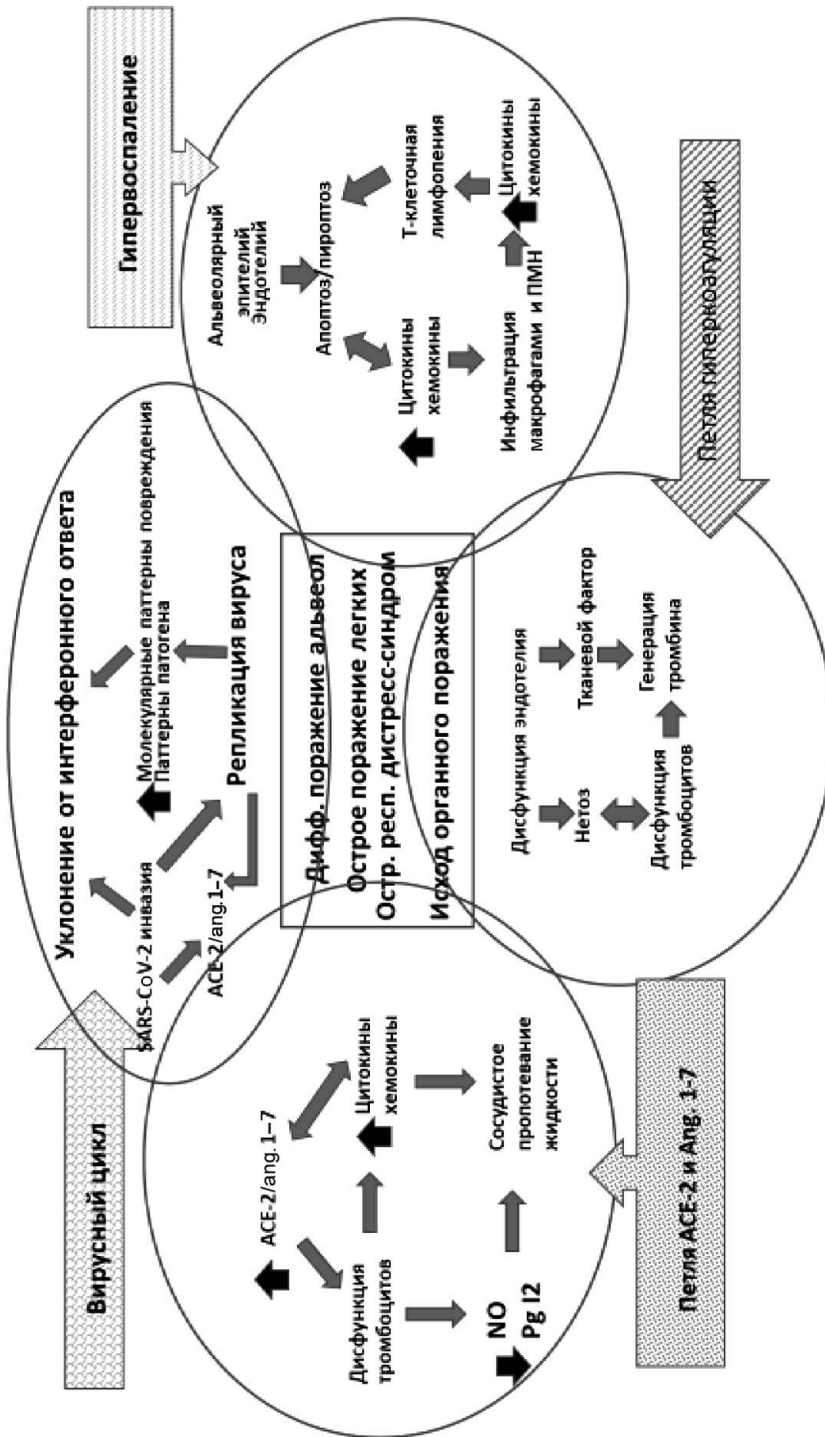 Вирусный цикл
Гипервоспаление
Уклонение от интерферонного ответа
SARS-CoV-2 инвазия
Молекулярные паттерны повреждения
Паттерны патогена
ACE-2/ang.1–7
Репликация вируса
ACE-2/ang.1–7
Дисфункция
тромбоцитов
Цитокины
хемокины
NO
Pg I2
Сосудистое
пропотевание
жидкости
Дифф. поражение альвеол
Острое поражение легких
Остр. респ. дистресс-синдром
Исход органного поражения
Альвеолярный
эпителий
Эндотелий
Апоптоз/пироптоз
Цитокины
хемокины
Т-клеточная
лимфопения
Инфильтрация
макрофагами и ПМН
Цитокины
хемокины
Дисфункция эндотелия
Нетоз
Тканевой фактор
Дисфункция
тромбоцитов
Генерация
тромбина
Петля ACE-2 и Ang. 1-7
Петля гиперкоагуляции